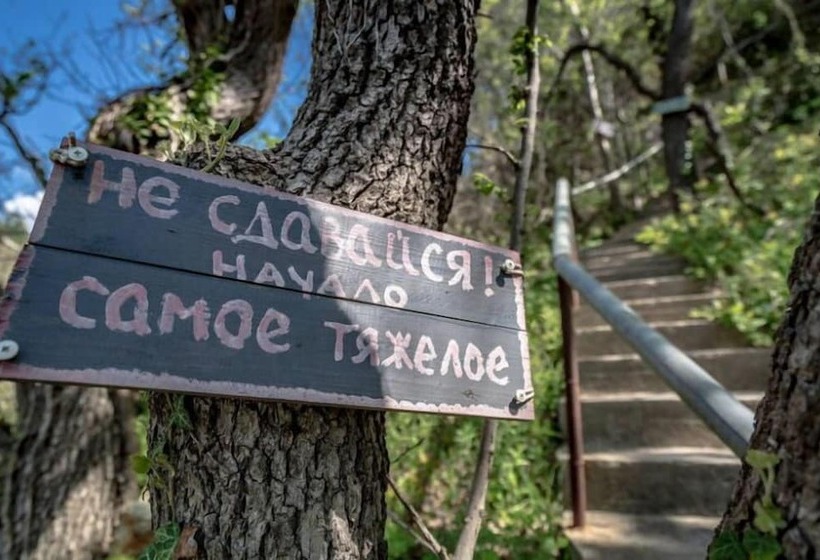 не сдавайся!
начало
самое тяжелое